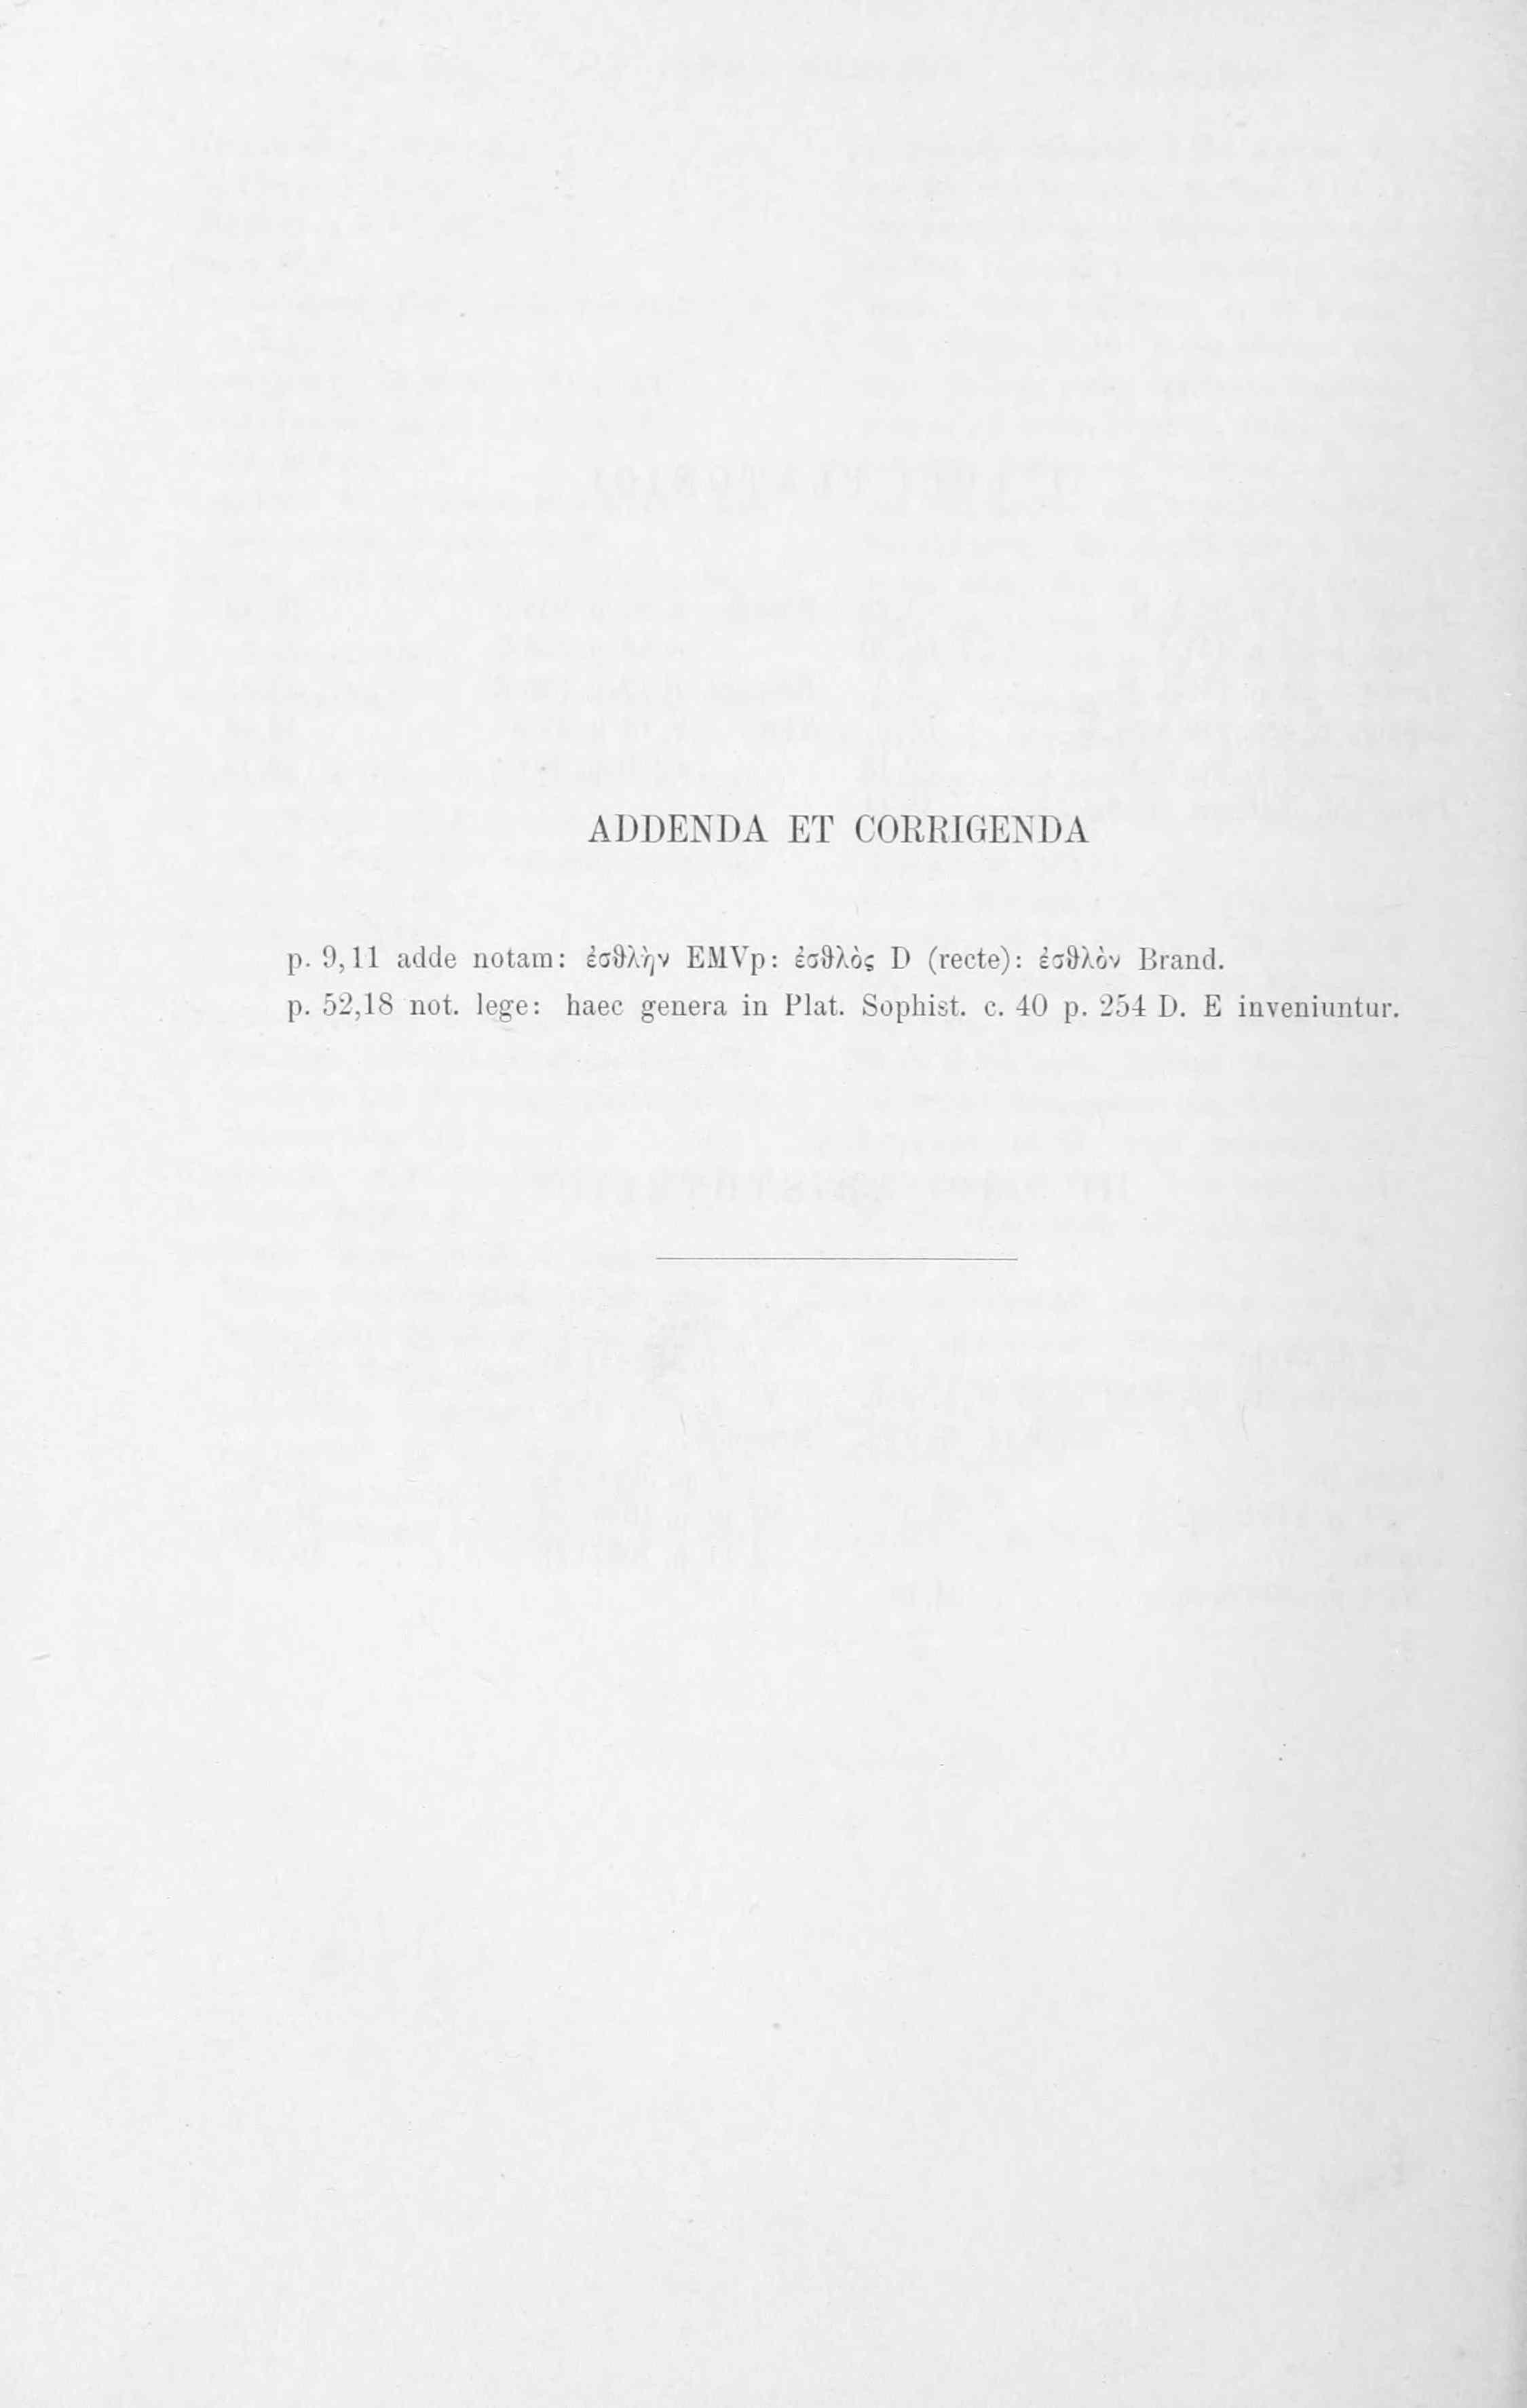 ADDENDA ET CORRIGENDA
p. 9,11 adde notam: ἐσϑλὴν EMVp: ἐσϑλὸς D (recte): ἐσϑλὸν Brand.
p. 52,18 not. lege: haec genera in Plat. Sophist. c. 40 p. 254 D. E inveniuntur.